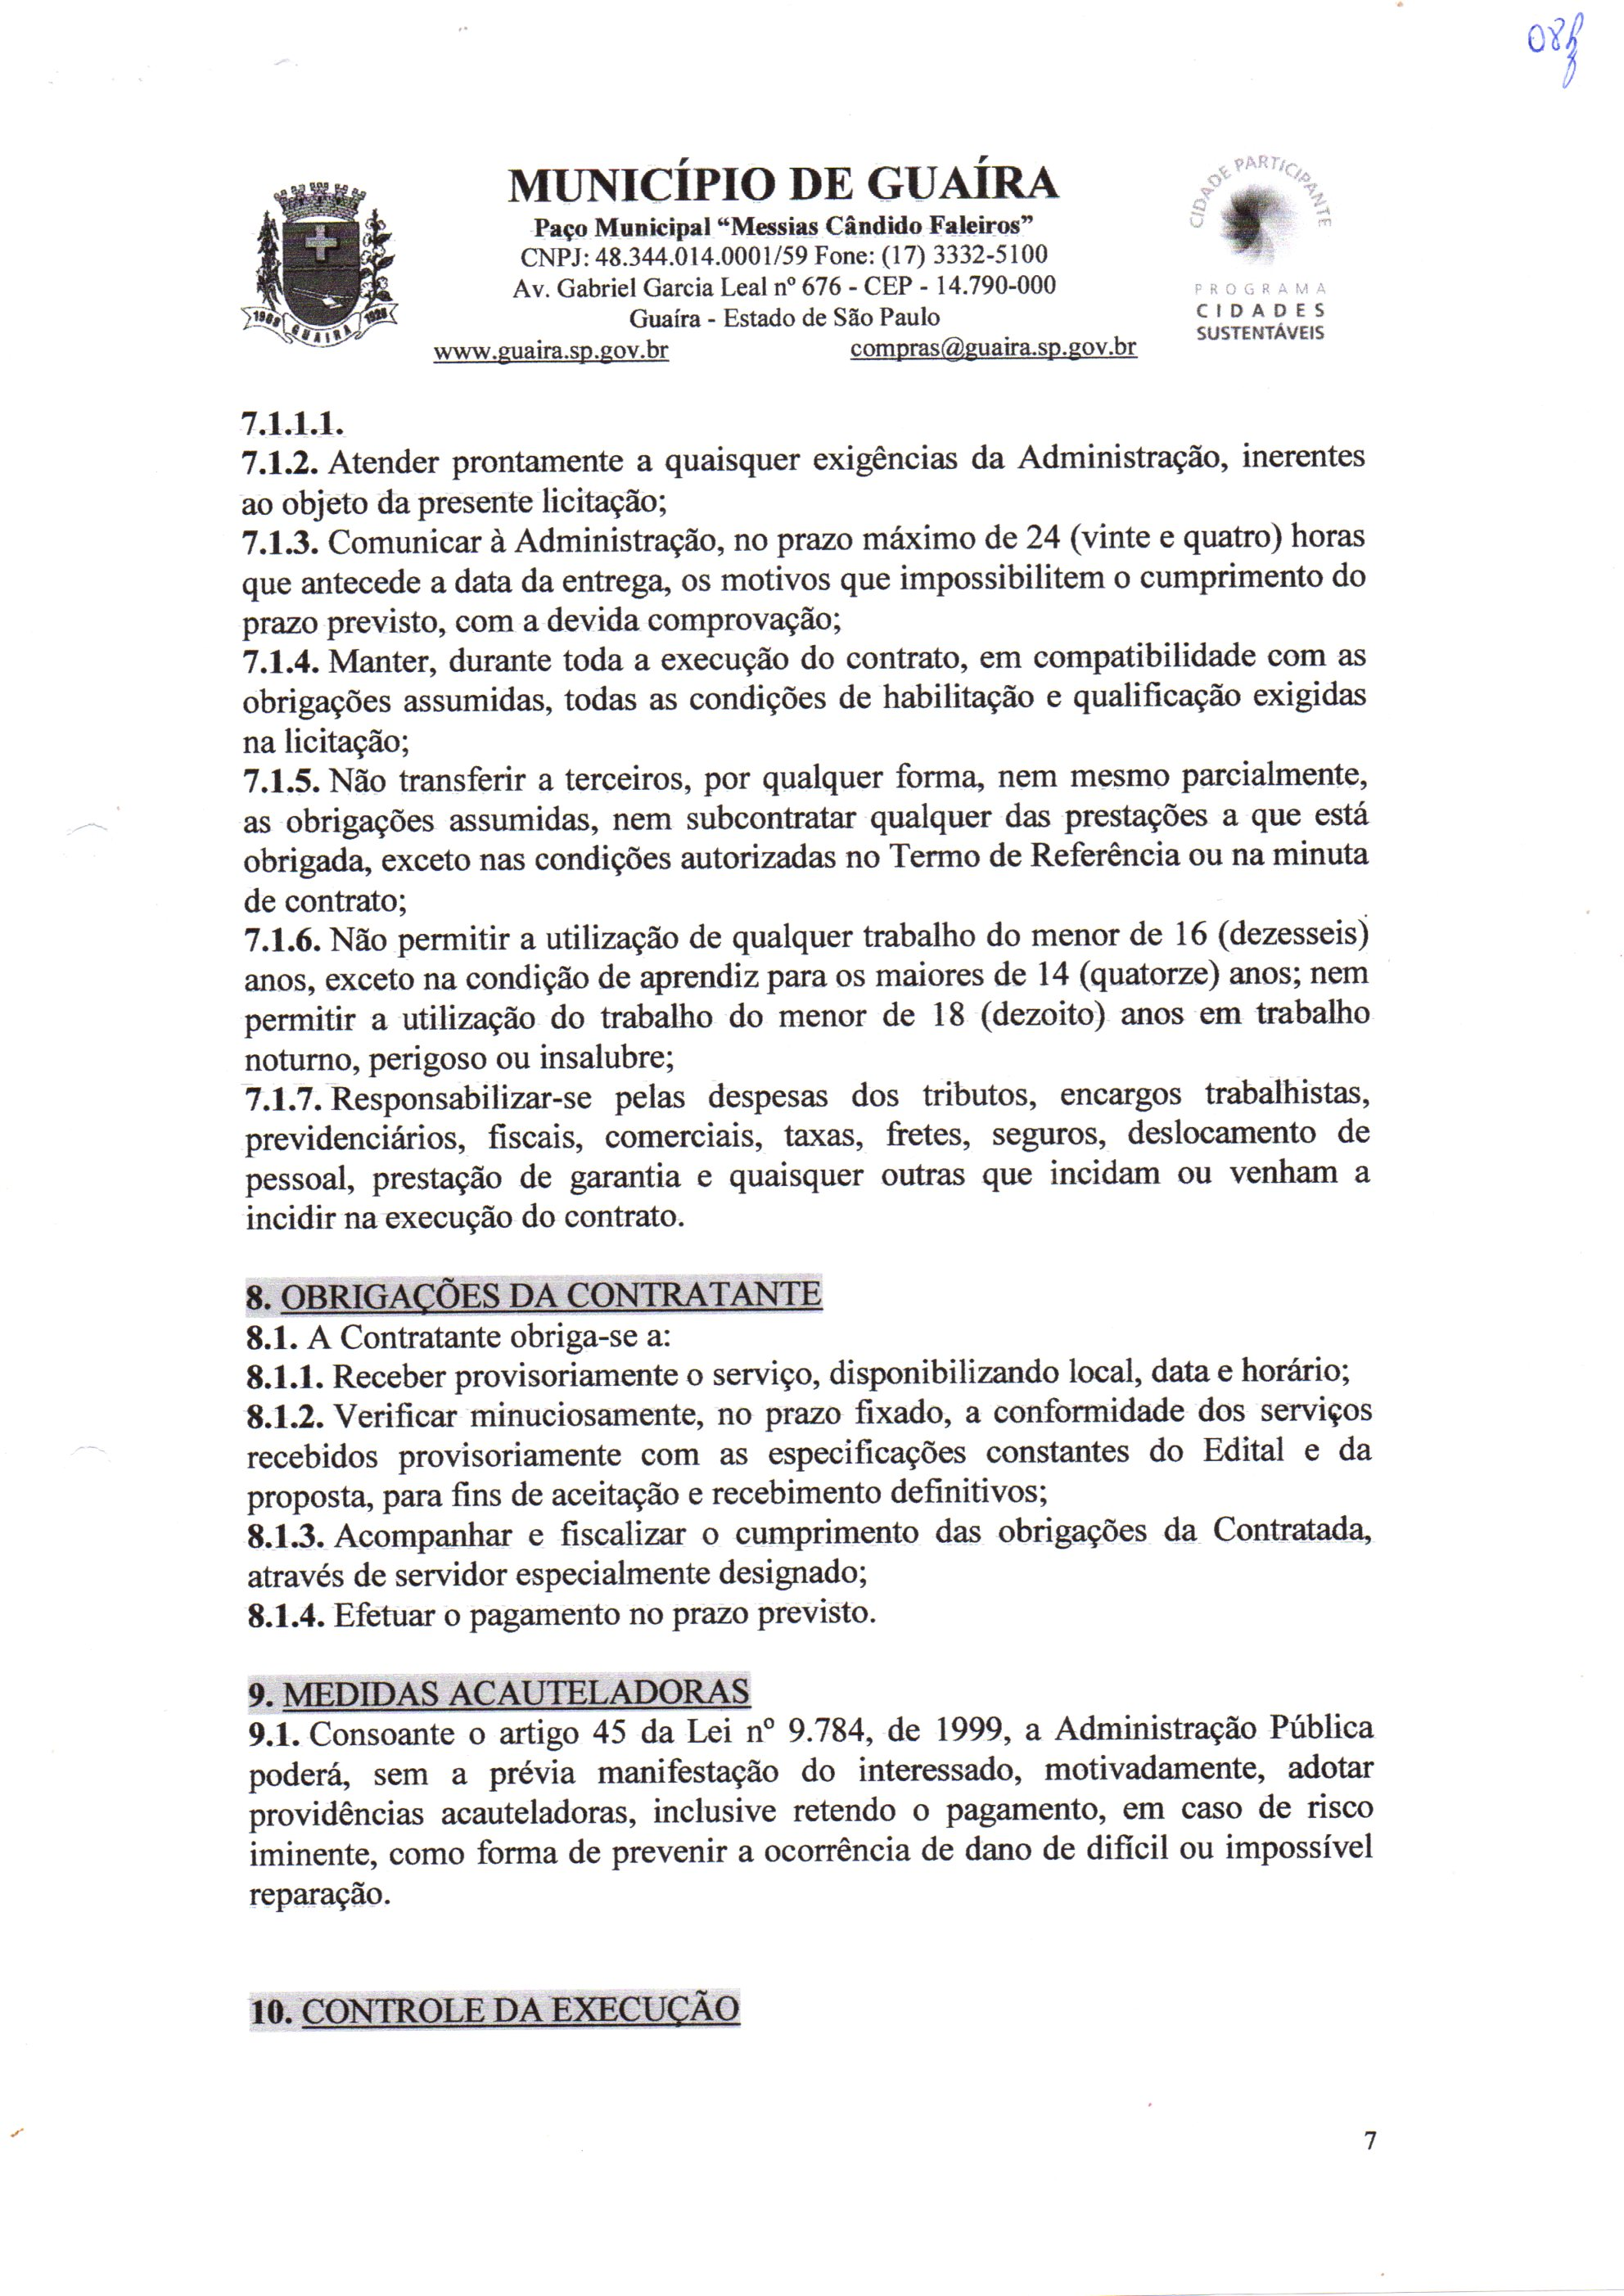 08
MUNICÍPIO DE GUAÍRA
Paço Municipal “Messias Cândido Faleiros”
CNPJ: 48.344.014.0001/59 Fone: (17) 3332-5100
Av. Gabriel Garcia Leal nº 676 - CEP - 14.790-000
Guaíra - Estado de São Paulo
www.guaira.sp.gov.br compras@guaira.sp.gov.br
GUAIRA 1928
CIDADE PARTICIPANTE
PROGRAMA
CIDADES
SUSTENTÁVEIS
7.1.1.1.
7.1.2. Atender prontamente a quaisquer exigências da Administração, inerentes
ao objeto da presente licitação;
7.1.3. Comunicar à Administração, no prazo máximo de 24 (vinte e quatro) horas
que antecede a data da entrega, os motivos que impossibilitem o cumprimento do
prazo previsto, com a devida comprovação;
7.1.4. Manter, durante toda a execução do contrato, em compatibilidade com as
obrigações assumidas, todas as condições de habilitação e qualificação exigidas
na licitação;
7.1.5. Não transferir a terceiros, por qualquer forma, nem mesmo parcialmente,
as obrigações assumidas, nem subcontratar qualquer das prestações a que está
obrigada, exceto nas condições autorizadas no Termo de Referência ou na minuta
de contrato;
7.1.6. Não permitir a utilização de qualquer trabalho do menor de 16 (dezesseis)
anos, exceto na condição de aprendiz para os maiores de 14 (quatorze) anos; nem
permitir a utilização do trabalho do menor de 18 (dezoito) anos em trabalho
noturno, perigoso ou insalubre;
7.1.7. Responsabilizar-se pelas despesas dos tributos, encargos trabalhistas,
previdenciários, fiscais, comerciais, taxas, fretes, seguros, deslocamento de
pessoal, prestação de garantia e quaisquer outras que incidam ou venham a
incidir na execução do contrato.
8. OBRIGAÇÕES DA CONTRATANTE
8.1. A Contratante obriga-se a:
8.1.1. Receber provisoriamente o serviço, disponibilizando local, data e horário;
8.1.2. Verificar minuciosamente, no prazo fixado, a conformidade dos serviços
recebidos provisoriamente com as especificações constantes do Edital e da
proposta, para fins de aceitação e recebimento definitivos;
8.1.3. Acompanhar e fiscalizar o cumprimento das obrigações da Contratada,
através de servidor especialmente designado;
8.1.4. Efetuar o pagamento no prazo previsto.
9. MEDIDAS ACAUTELADORAS
9.1. Consoante o artigo 45 da Lei nº 9.784, de 1999, a Administração Pública
poderá, sem a prévia manifestação do interessado, motivadamente, adotar
providências acauteladoras, inclusive retendo o pagamento, em caso de risco
iminente, como forma de prevenir a ocorrência de dano de difícil ou impossível
reparação.
10. CONTROLE DA EXECUÇÃO
7